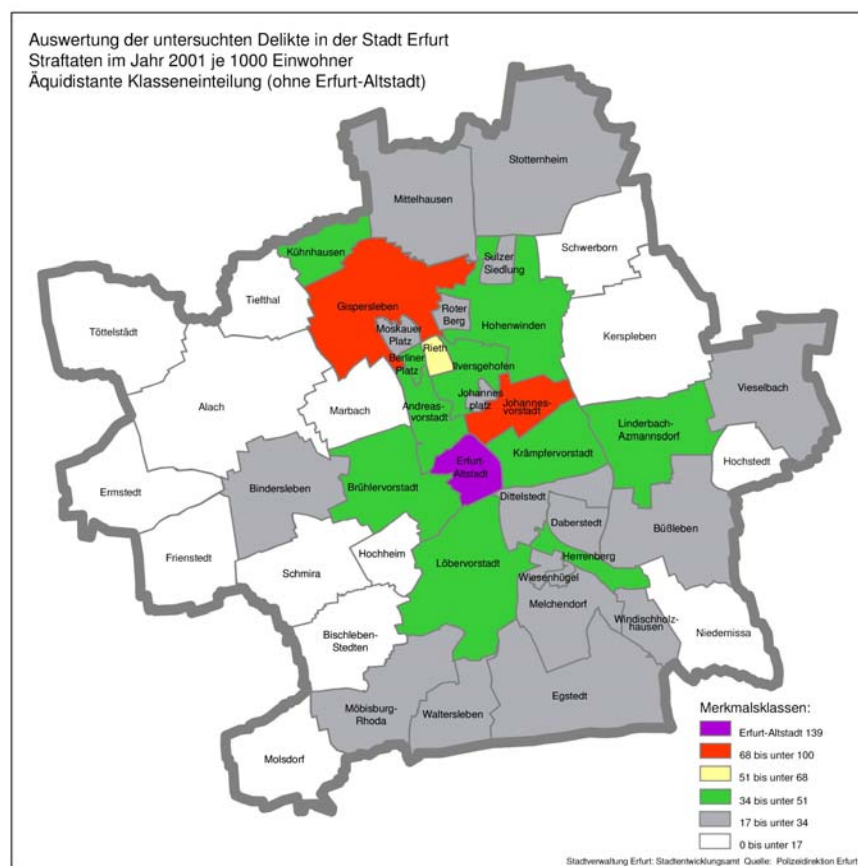 Auswertung der untersuchten Delikte in der Stadt Erfurt
Straftaten im Jahr 2001 je 1000 Einwohner
Äquidistante Klasseneinteilung (ohne Erfurt-Altstadt)
Stotternheim
Mittelhausen
Schwerborn
Kühnhausen
Sulzer
Siedlung
Tiefthal
Gispersleben
Roter
Berg
Töttelstädt
Moskauer
Platz
Hohenwinden
Kerspleben
Rieth
Berliner
Platz
Ilversgehofen
Vieselbach
Alach
Marbach
Andreas-
vorstadt
Johannes
platz
Johannes-
vorstadt
Linderbach-
Azmannsdorf
Krämpfervorstadt
Hochstedt
Erfurt-
Altstadt
Ermstedt
Bindersleben
Brühlervorstadt
Dittelstedt
Daberstedt
Büßleben
Frienstedt
Hochheim
Löbervorstadt
Herrenberg
Schmira
Wiesenhügel
Melchendorf
Windischholz-
hausen
Niedernissa
Bischleben-
Stedten
Egstedt
Möbisburg-
Rhoda
Waltersleben
Molsdorf
Merkmalsklassen:
Erfurt-Altstadt 139
68 bis unter 100
51 bis unter 68
34 bis unter 51
17 bis unter 34
0 bis unter 17
Stadtverwaltung Erfurt: Stadtentwicklungsamt Quelle: Polizeidirektion Erfurt